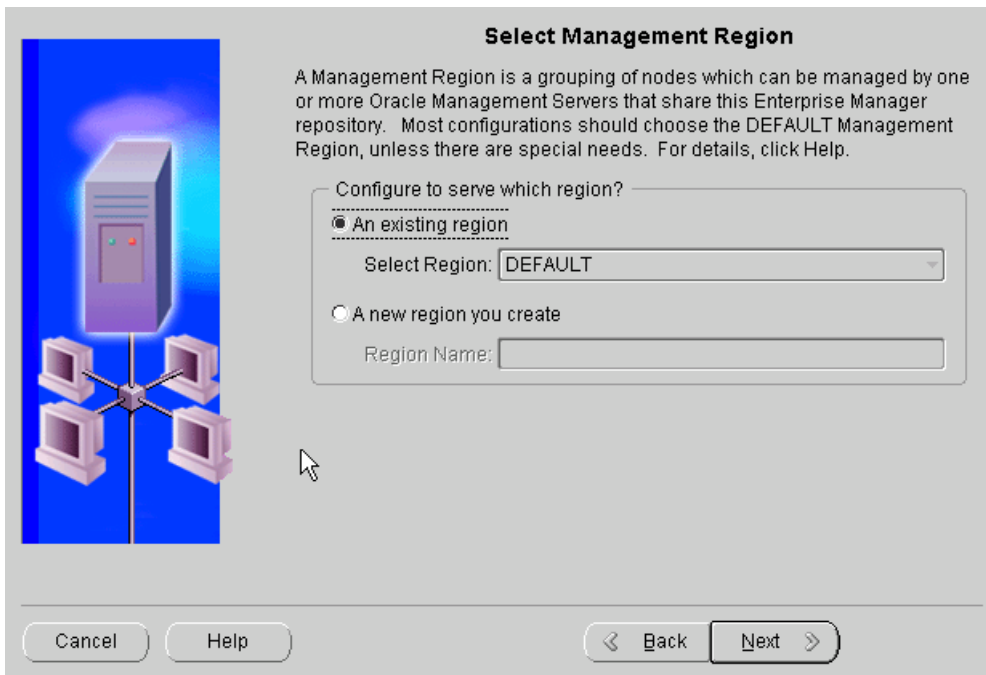 Select Management Region
A Management Region is a grouping of nodes which can be managed by one
or more Oracle Management Servers that share this Enterprise Manager
repository.   Most configurations should choose the DEFAULT Management
Region, unless there are special needs.  For details, click Help.
Configure to serve which region?
An existing region
Select Region: DEFAULT
A new region you create
Region Name:
Cancel
Help
Back
Next